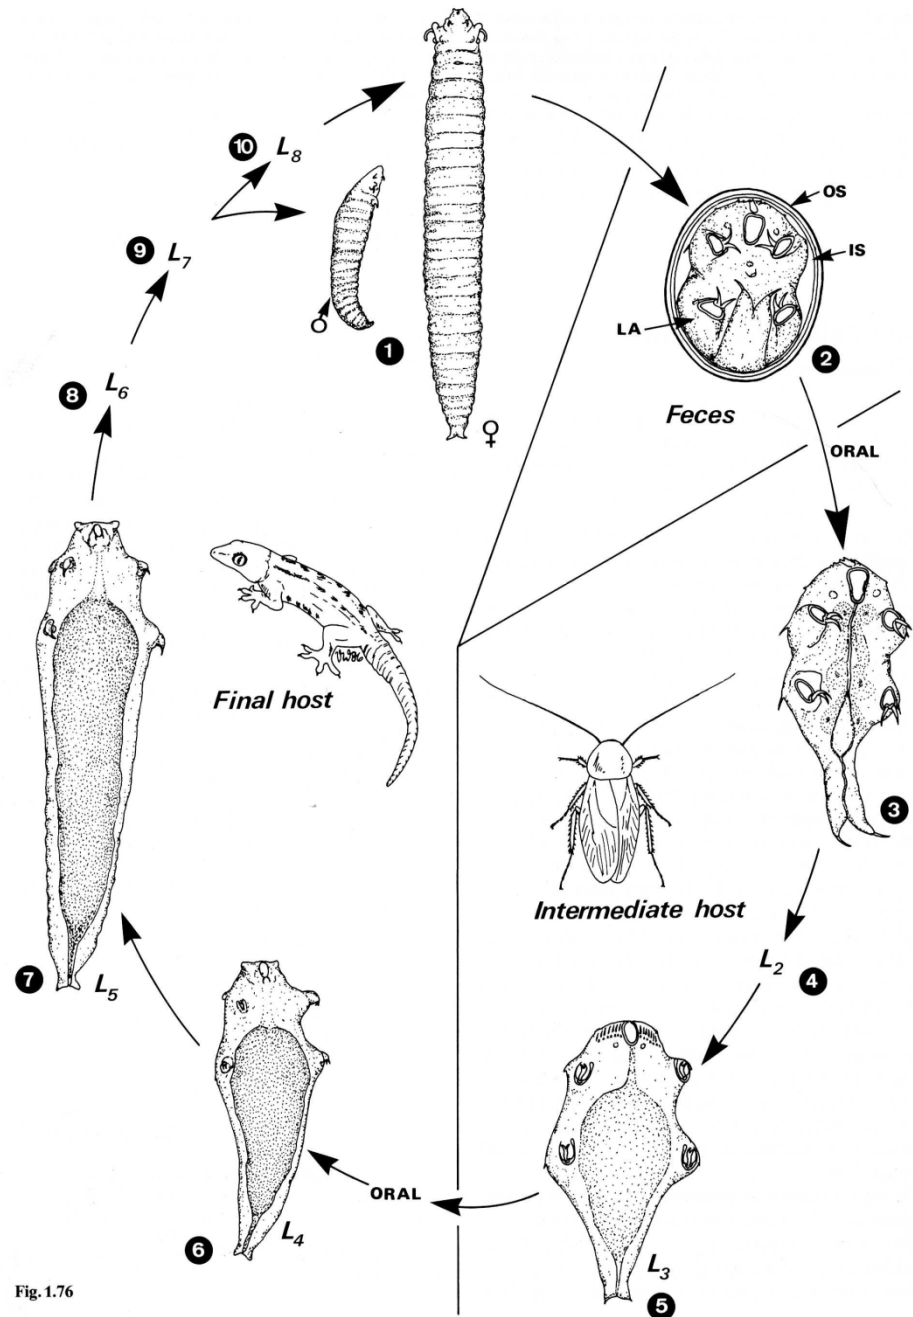 10 L8
OS
IS
9 L7
LA
♂
1
2
8 L6
♀
Feces
ORAL
Final host
3
Intermediate host
7 L5
L2 4
ORAL
6 L4
L3
5
Fig. 1.76